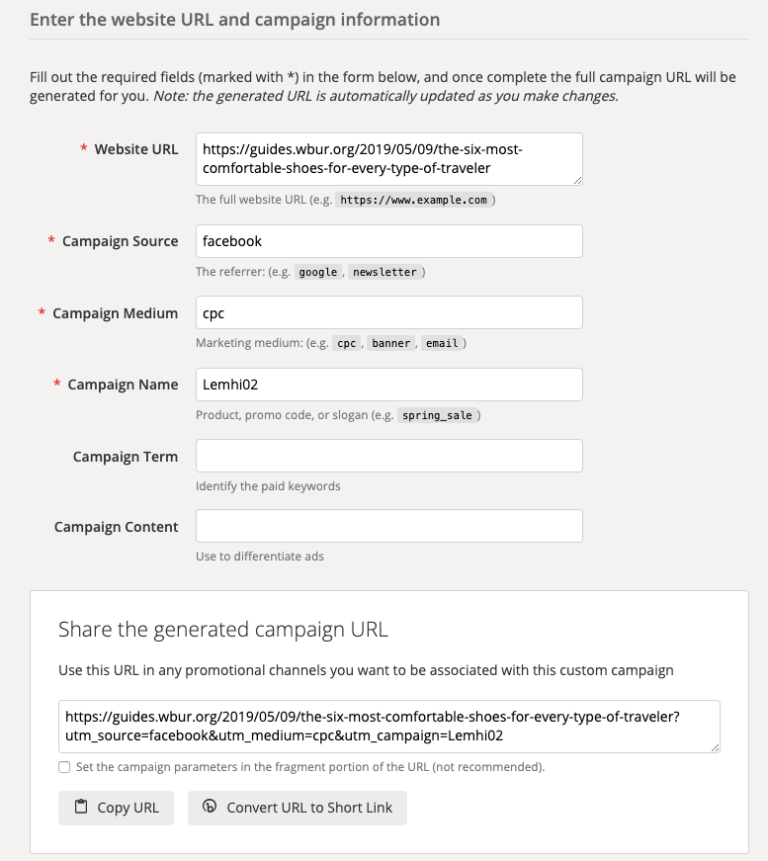 Enter the website URL and campaign information
Fill out the required fields (marked with *) in the form below, and once complete the full campaign URL will be
generated for you. Note: the generated URL is automatically updated as you make changes.
* Website URL
https://guides.wbur.org/2019/05/09/the-six-most-
comfortable-shoes-for-every-type-of-traveler
The full website URL (e.g. https://www.example.com )
* Campaign Source
facebook
The referrer: (e.g. google , newsletter )
* Campaign Medium
cpc
Marketing medium: (e.g. cpc , banner , email )
* Campaign Name
Lemhi02
Product, promo code, or slogan (e.g. spring_sale )
Campaign Term
Identify the paid keywords
Campaign Content
Use to differentiate ads
Share the generated campaign URL
Use this URL in any promotional channels you want to be associated with this custom campaign
https://guides.wbur.org/2019/05/09/the-six-most-comfortable-shoes-for-every-type-of-traveler?
utm_source=facebook&utm_medium=cpc&utm_campaign=Lemhi02
Set the campaign parameters in the fragment portion of the URL (not recommended).
Copy URL
Convert URL to Short Link